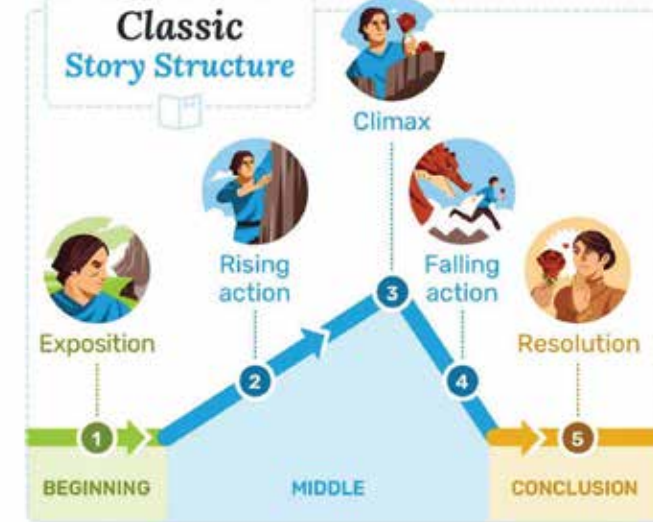 Classic
Story Structure
Climax
Rising
action
Falling
action
Exposition
Resolution
3
2
4
1
5
BEGINNING
MIDDLE
CONCLUSION